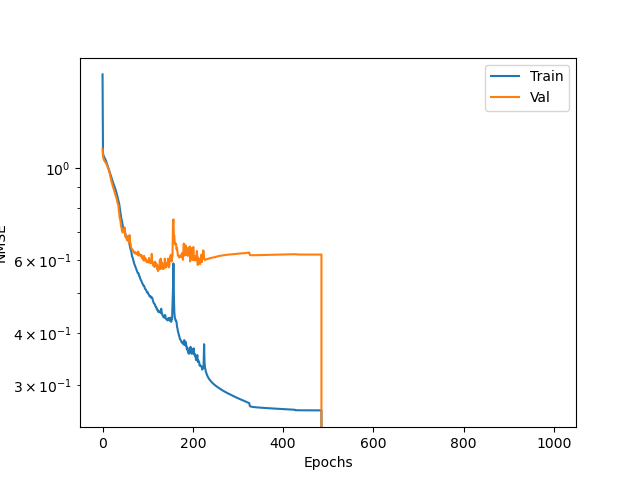 Train
Val
10⁰
6 × 10⁻¹
4 × 10⁻¹
3 × 10⁻¹
NMSE
0 200 400 600 800 1000
Epochs